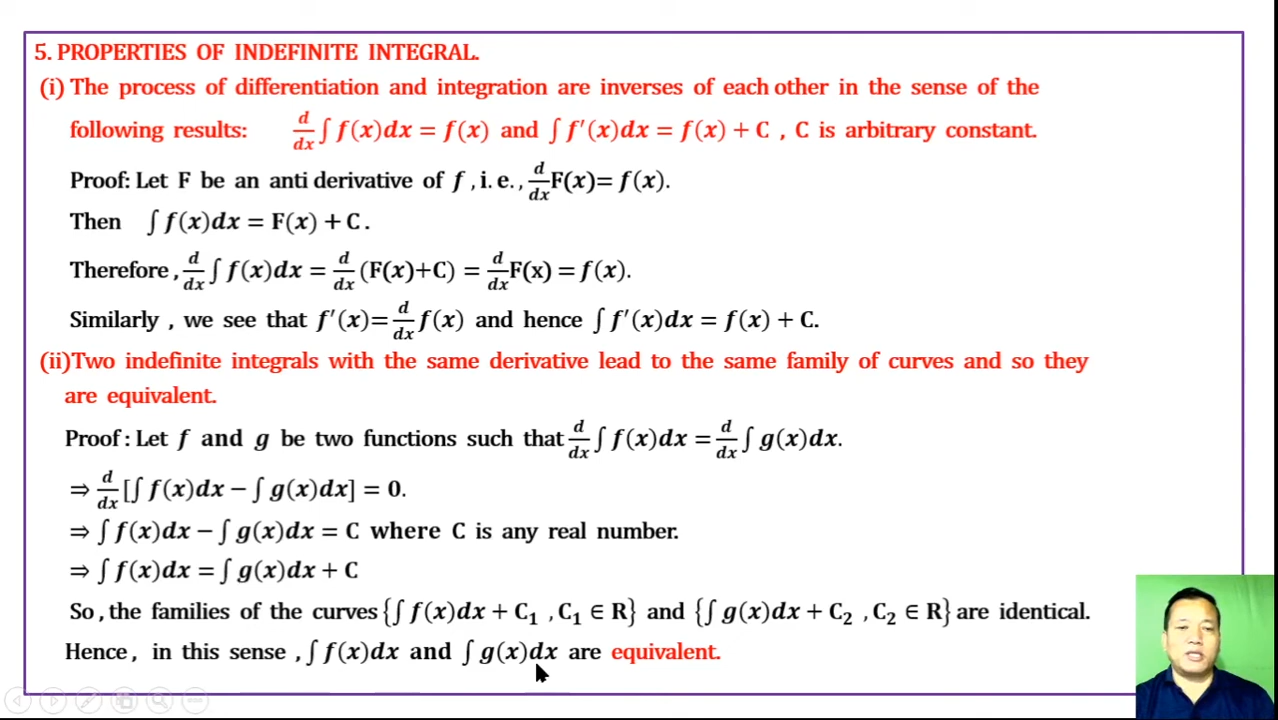 5. PROPERTIES OF INDEFINITE INTEGRAL.
(i) The process of differentiation and integration are inverses of each other in the sense of the
following results: d/dx ∫ f(x)dx = f(x) and ∫ f′(x)dx = f(x) + C , C is arbitrary constant.
Proof: Let F be an anti derivative of f , i. e. , d/dx F(x)= f(x).
Then ∫ f(x)dx = F(x) + C .
Therefore , d/dx ∫ f(x)dx = d/dx (F(x)+C) = d/dx F(x) = f(x).
Similarly , we see that f′(x)= d/dx f(x) and hence ∫ f′(x)dx = f(x) + C.
(ii)Two indefinite integrals with the same derivative lead to the same family of curves and so they
are equivalent.
Proof : Let f and g be two functions such that d/dx ∫ f(x)dx = d/dx ∫ g(x)dx.
⇒ d/dx [∫ f(x)dx − ∫ g(x)dx] = 0.
⇒ ∫ f(x)dx − ∫ g(x)dx = C where C is any real number.
⇒ ∫ f(x)dx = ∫ g(x)dx + C
So , the families of the curves {∫ f(x)dx + C₁ , C₁ ∈ R} and {∫ g(x)dx + C₂ , C₂ ∈ R} are identical.
Hence, in this sense , ∫ f(x)dx and ∫ g(x)dx are equivalent.